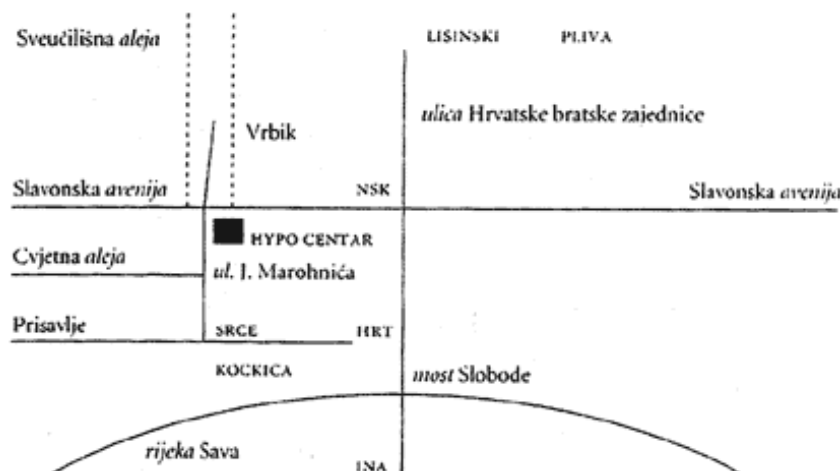 Sveučilišna aleja
LISINSKI
PLIVA
ulica Hrvatske bratske zajednice
Vrbik
Slavonska avenija
NSK
Slavonska avenija
HYPO CENTAR
Cvjetna aleja
ul. J. Marohnića
Prisavlje
SRCE
HRT
KOCKICA
most Slobode
rijeka Sava
INA